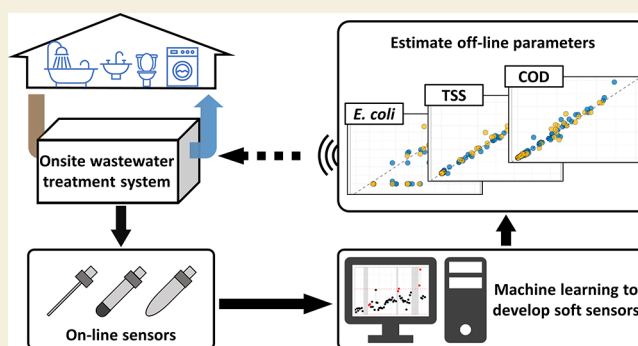 Estimate off-line parameters
COD
TSS
E. coli
Onsite wastewater
treatment system
On-line sensors
Machine learning to
develop soft sensors